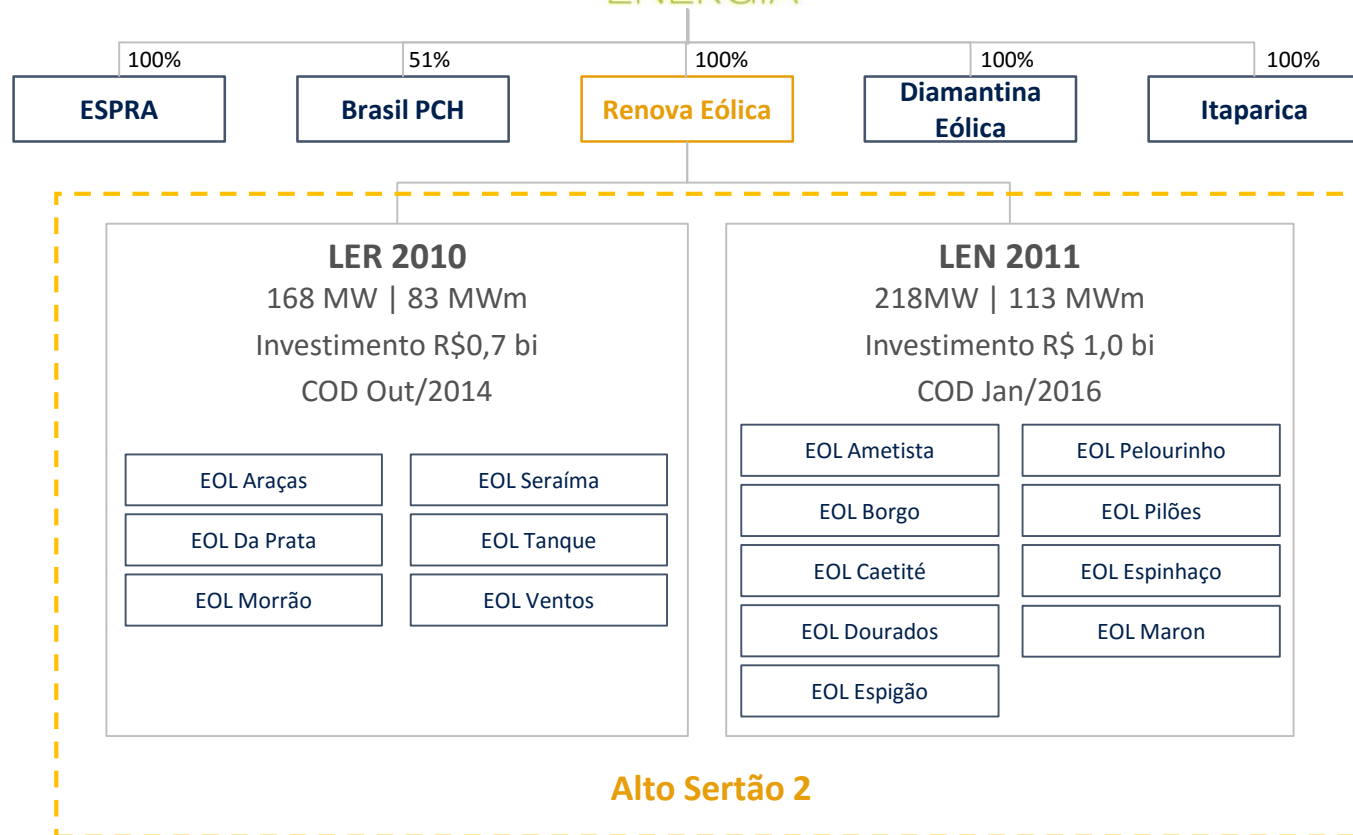 ENERGIA
100%
51%
100%
100%
100%
ESPRA
Brasil PCH
Renova Eólica
Diamantina
Eólica
Itaparica
LER 2010
168 MW | 83 MWm
Investimento R$0,7 bi
COD Out/2014
EOL Araças
EOL Seraíma
EOL Da Prata
EOL Tanque
EOL Morrão
EOL Ventos
LEN 2011
218MW | 113 MWm
Investimento R$ 1,0 bi
COD Jan/2016
EOL Ametista
EOL Pelourinho
EOL Borgo
EOL Pilões
EOL Caetité
EOL Espinhaço
EOL Dourados
EOL Maron
EOL Espigão
Alto Sertão 2